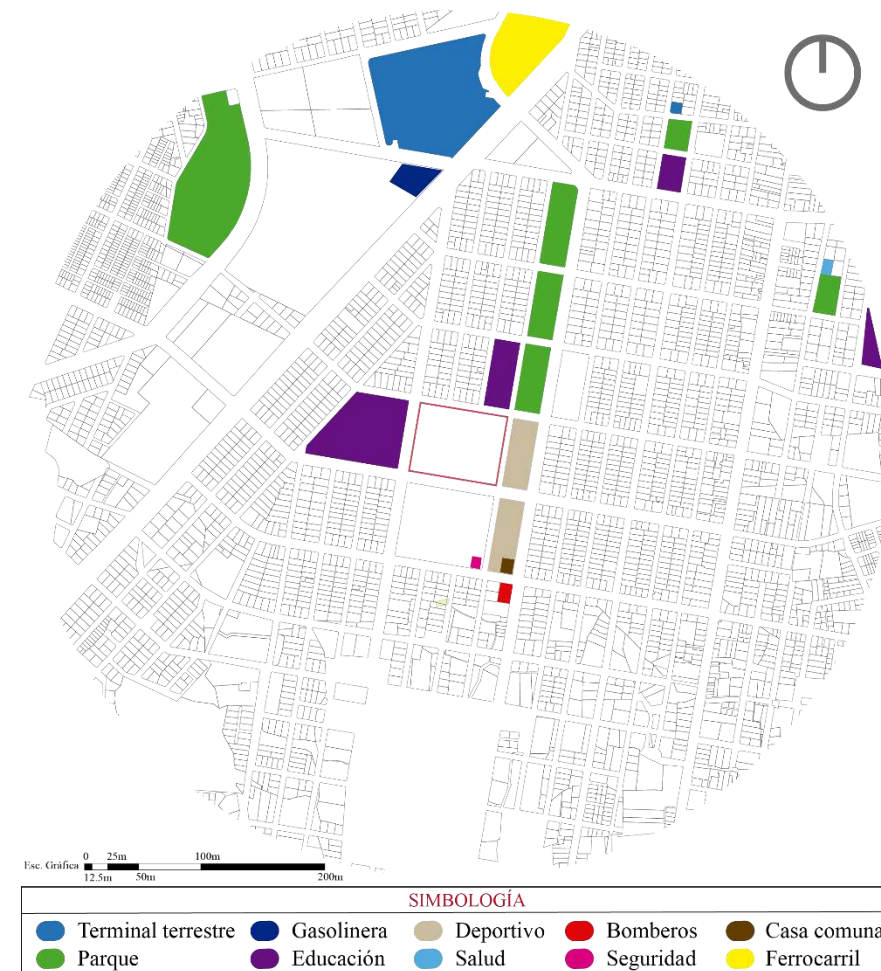 Esc. Gráfica 0 25m 100m
12.5m 50m 200m
SIMBOLOGÍA
Terminal terrestre Gasolinera Deportivo Bomberos Casa comuna
Parque Educación Salud Seguridad Ferrocarril